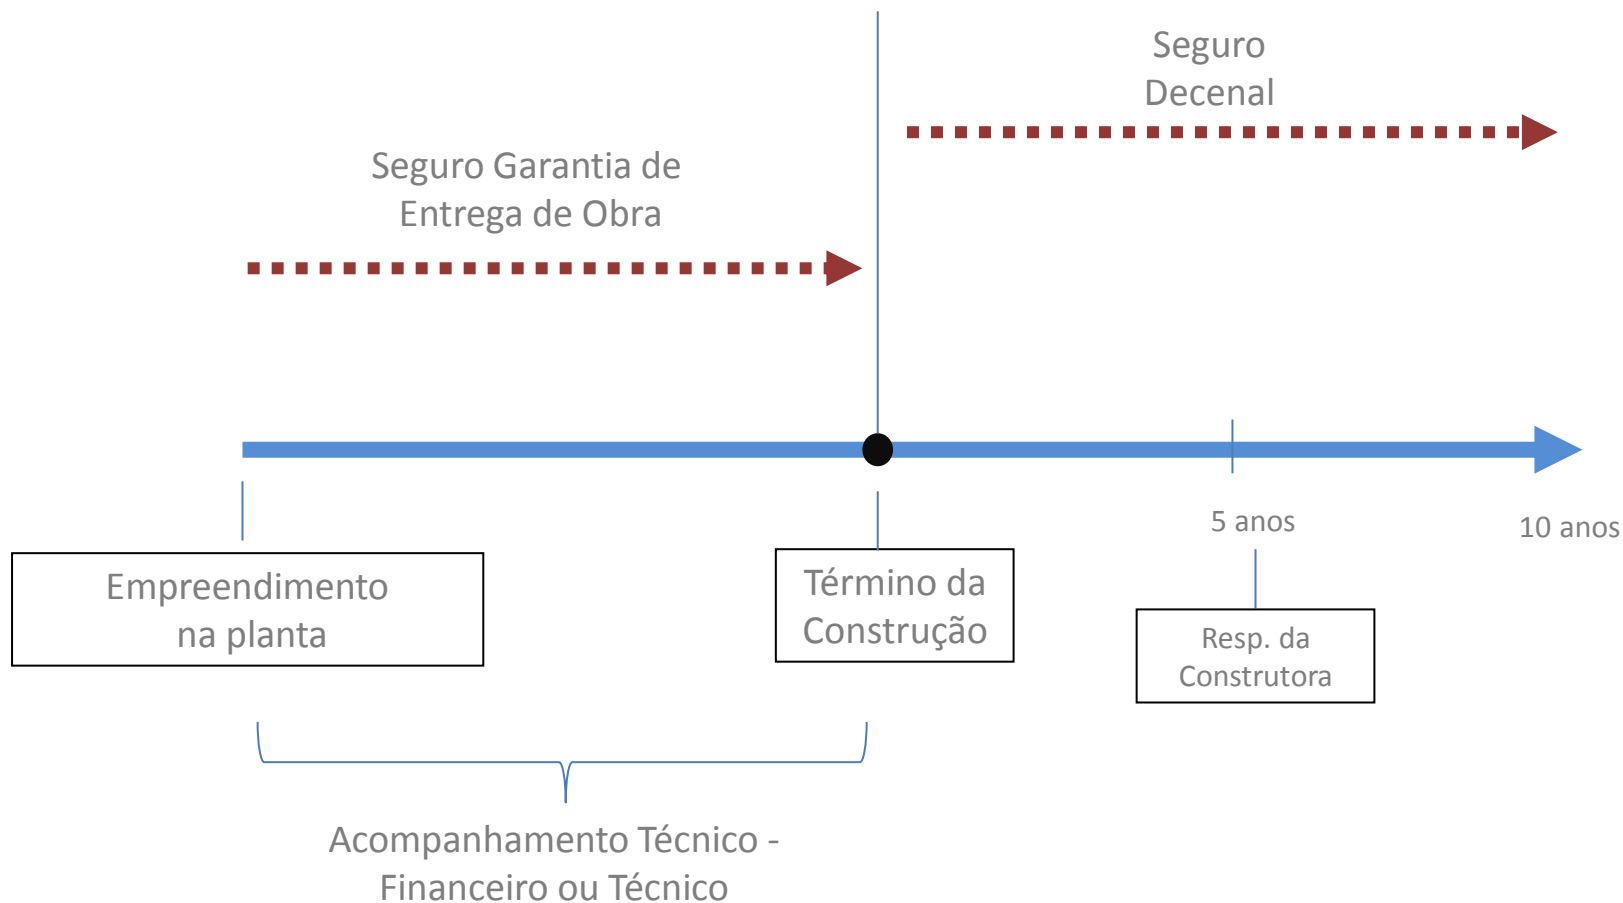 Seguro
Decenal
Seguro Garantia de
Entrega de Obra
5 anos
10 anos
Empreendimento
na planta
Término da
Construção
Resp. da
Construtora
Acompanhamento Técnico -
Financeiro ou Técnico